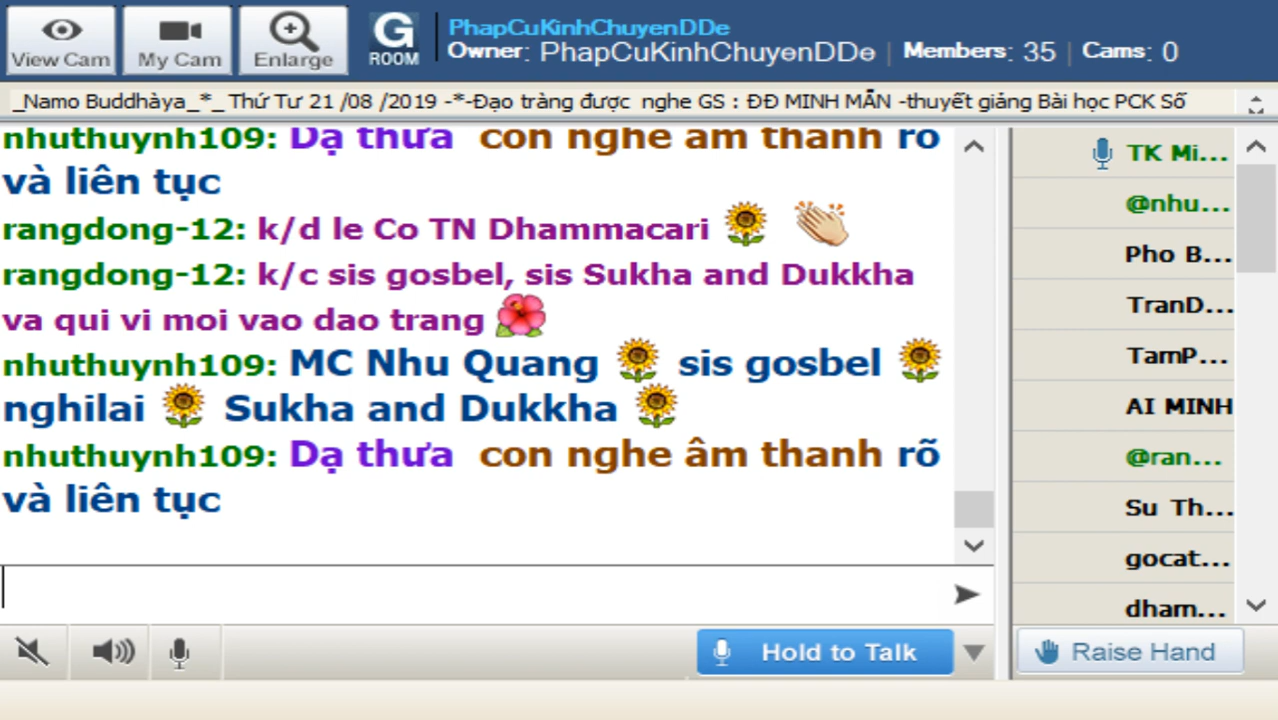 View Cam
My Cam
Enlarge
G
ROOM
PhapCuKinhChuyenDDe
Owner: PhapCuKinhChuyenDDe | Members: 35 | Cams: 0
_Namo Buddhàya_*_ Thứ Tư 21 /08 /2019 -*-Đạo tràng được nghe GS : ĐĐ MINH MẪN -thuyết giảng Bài học PCK Số
nhuthuynh109: Dạ thưa con nghe âm thanh rõ
và liên tục
rangdong-12: k/d le Co TN Dhammacari
rangdong-12: k/c sis gosbel, sis Sukha and Dukkha
va qui vi moi vao dao trang
nhuthuynh109: MC Nhu Quang sis gosbel
nghilai Sukha and Dukkha
nhuthuynh109: Dạ thưa con nghe âm thanh rõ
và liên tục
Hold to Talk
TK Mi...
@nhu...
Pho B...
TranD...
TamP...
AI MINH
@ran...
Su Th...
gocat...
dham...
Raise Hand